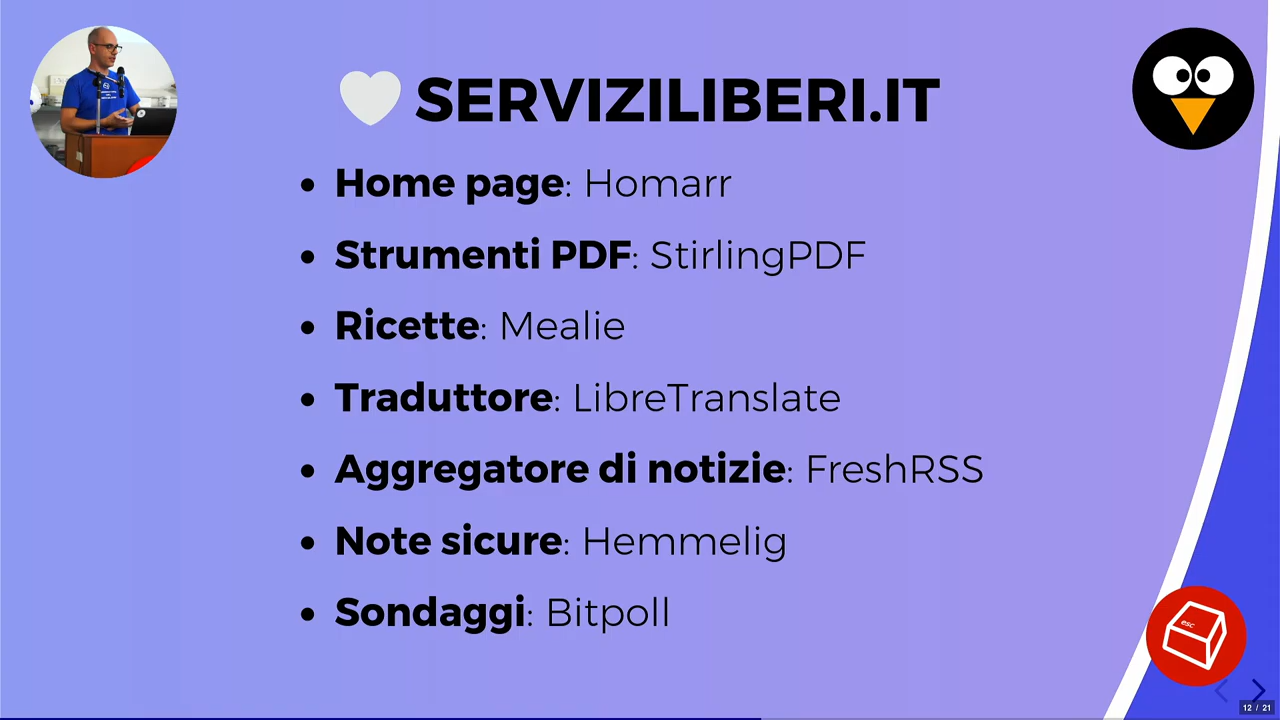 SERVIZILIBERI.IT
Home page: Homarr
Strumenti PDF: StirlingPDF
Ricette: Mealie
Traduttore: LibreTranslate
Aggregatore di notizie: FreshRSS
Note sicure: Hemmelig
Sondaggi: Bitpoll
esc
12 / 21